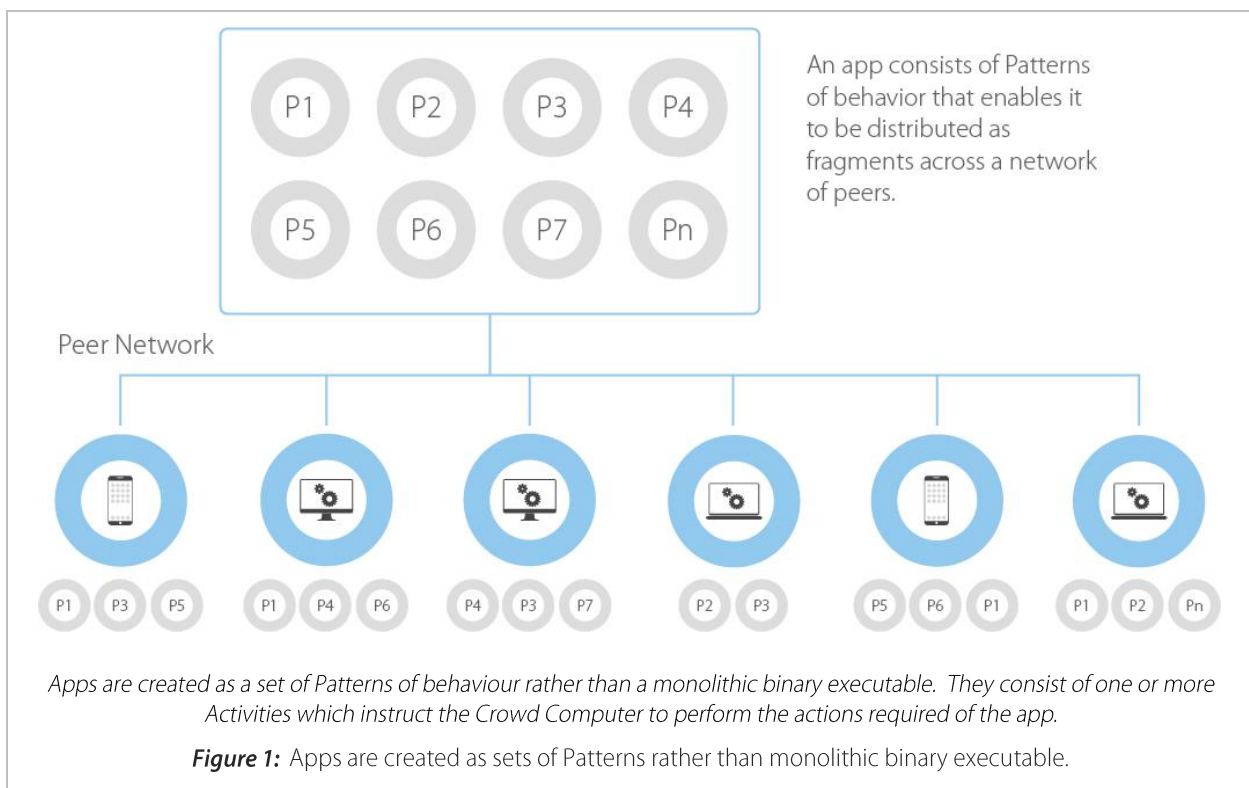 P1 P2 P3 P4
An app consists of Patterns
of behavior that enables it
to be distributed as
fragments across a network
of peers.
P5 P6 P7 Pn
Peer Network
P1 P3 P5 P1 P4 P6 P4 P3 P7 P2 P3 P5 P6 P1 P1 P2 Pn
Apps are created as a set of Patterns of behaviour rather than a monolithic binary executable. They consist of one or more
Activities which instruct the Crowd Computer to perform the actions required of the app.
Figure 1: Apps are created as sets of Patterns rather than monolithic binary executable.